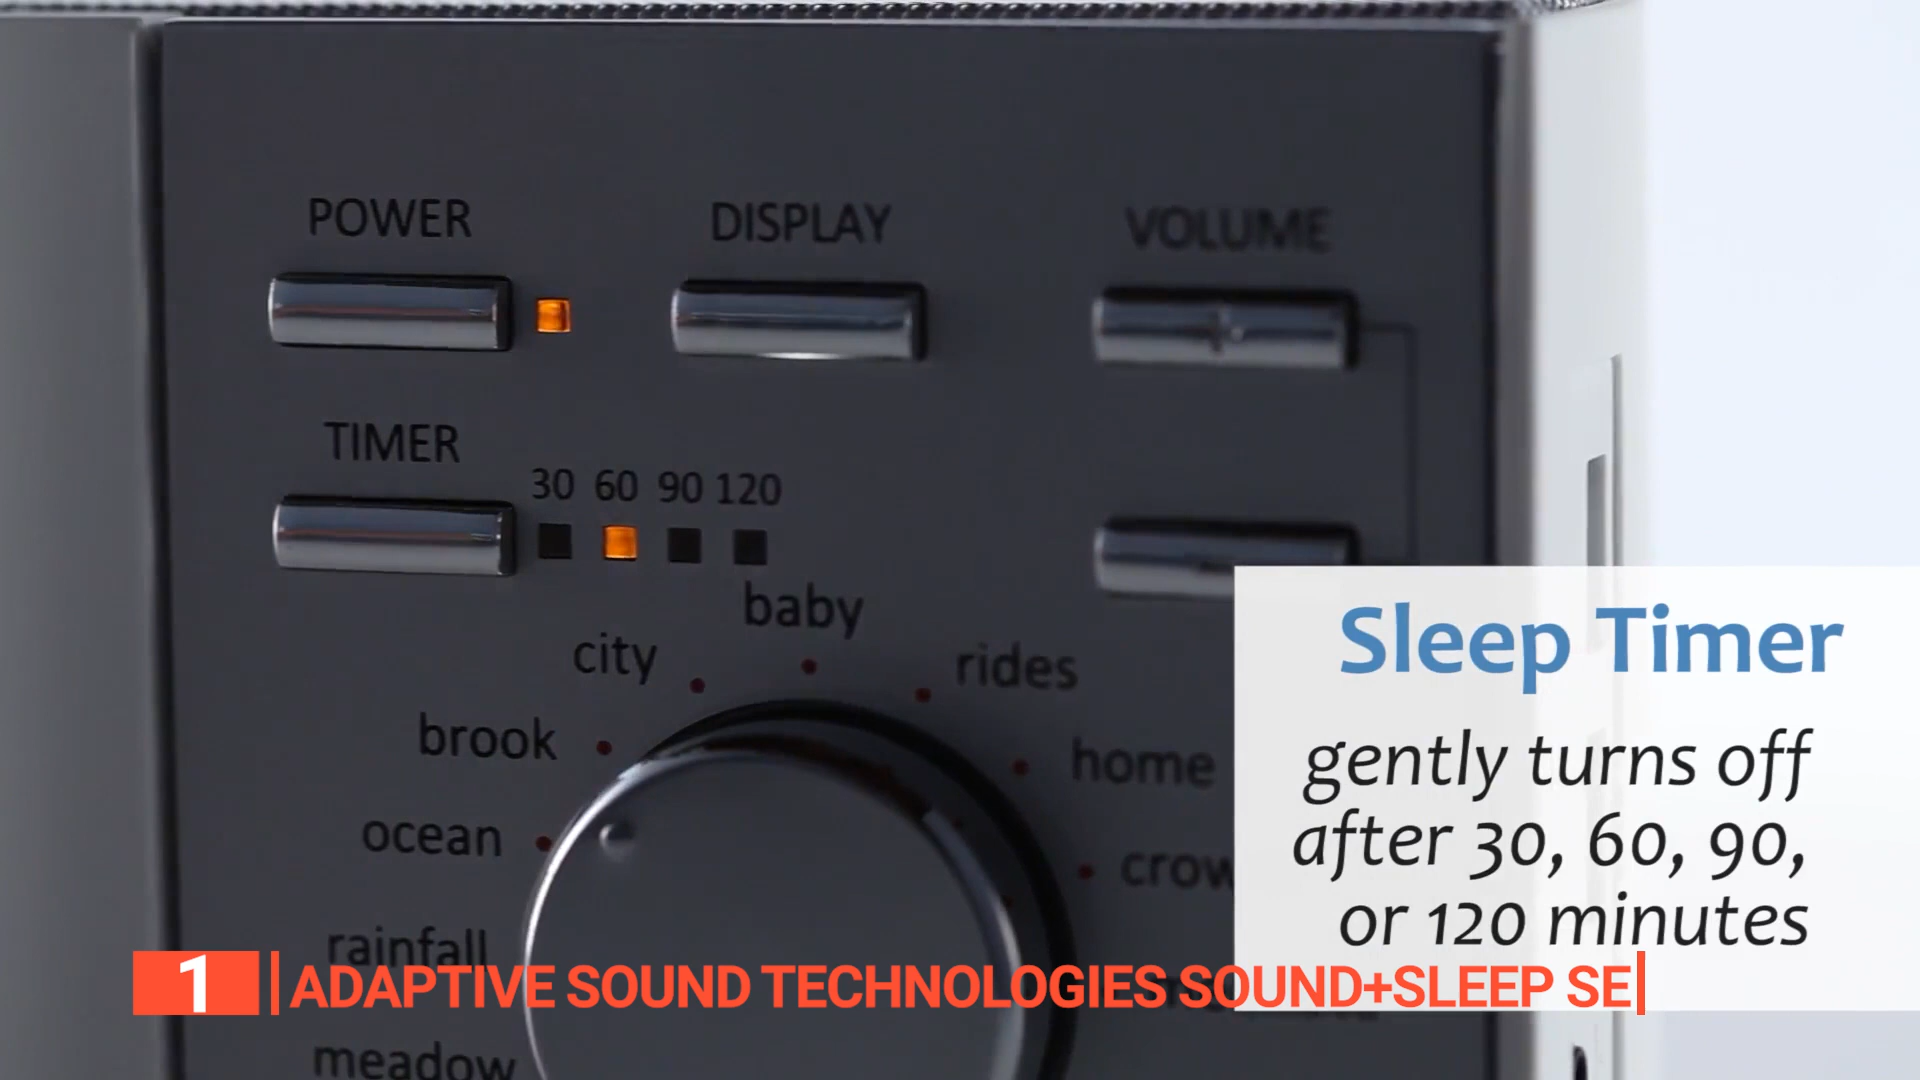 POWER
DISPLAY
VOLUME
+
TIMER
30 60 90 120
baby
city
rides
brook
home
ocean
rainfall
meadow
Sleep Timer
gently turns off
after 30, 60, 90,
or 120 minutes
1 ADAPTIVE SOUND TECHNOLOGIES SOUND+SLEEP SE